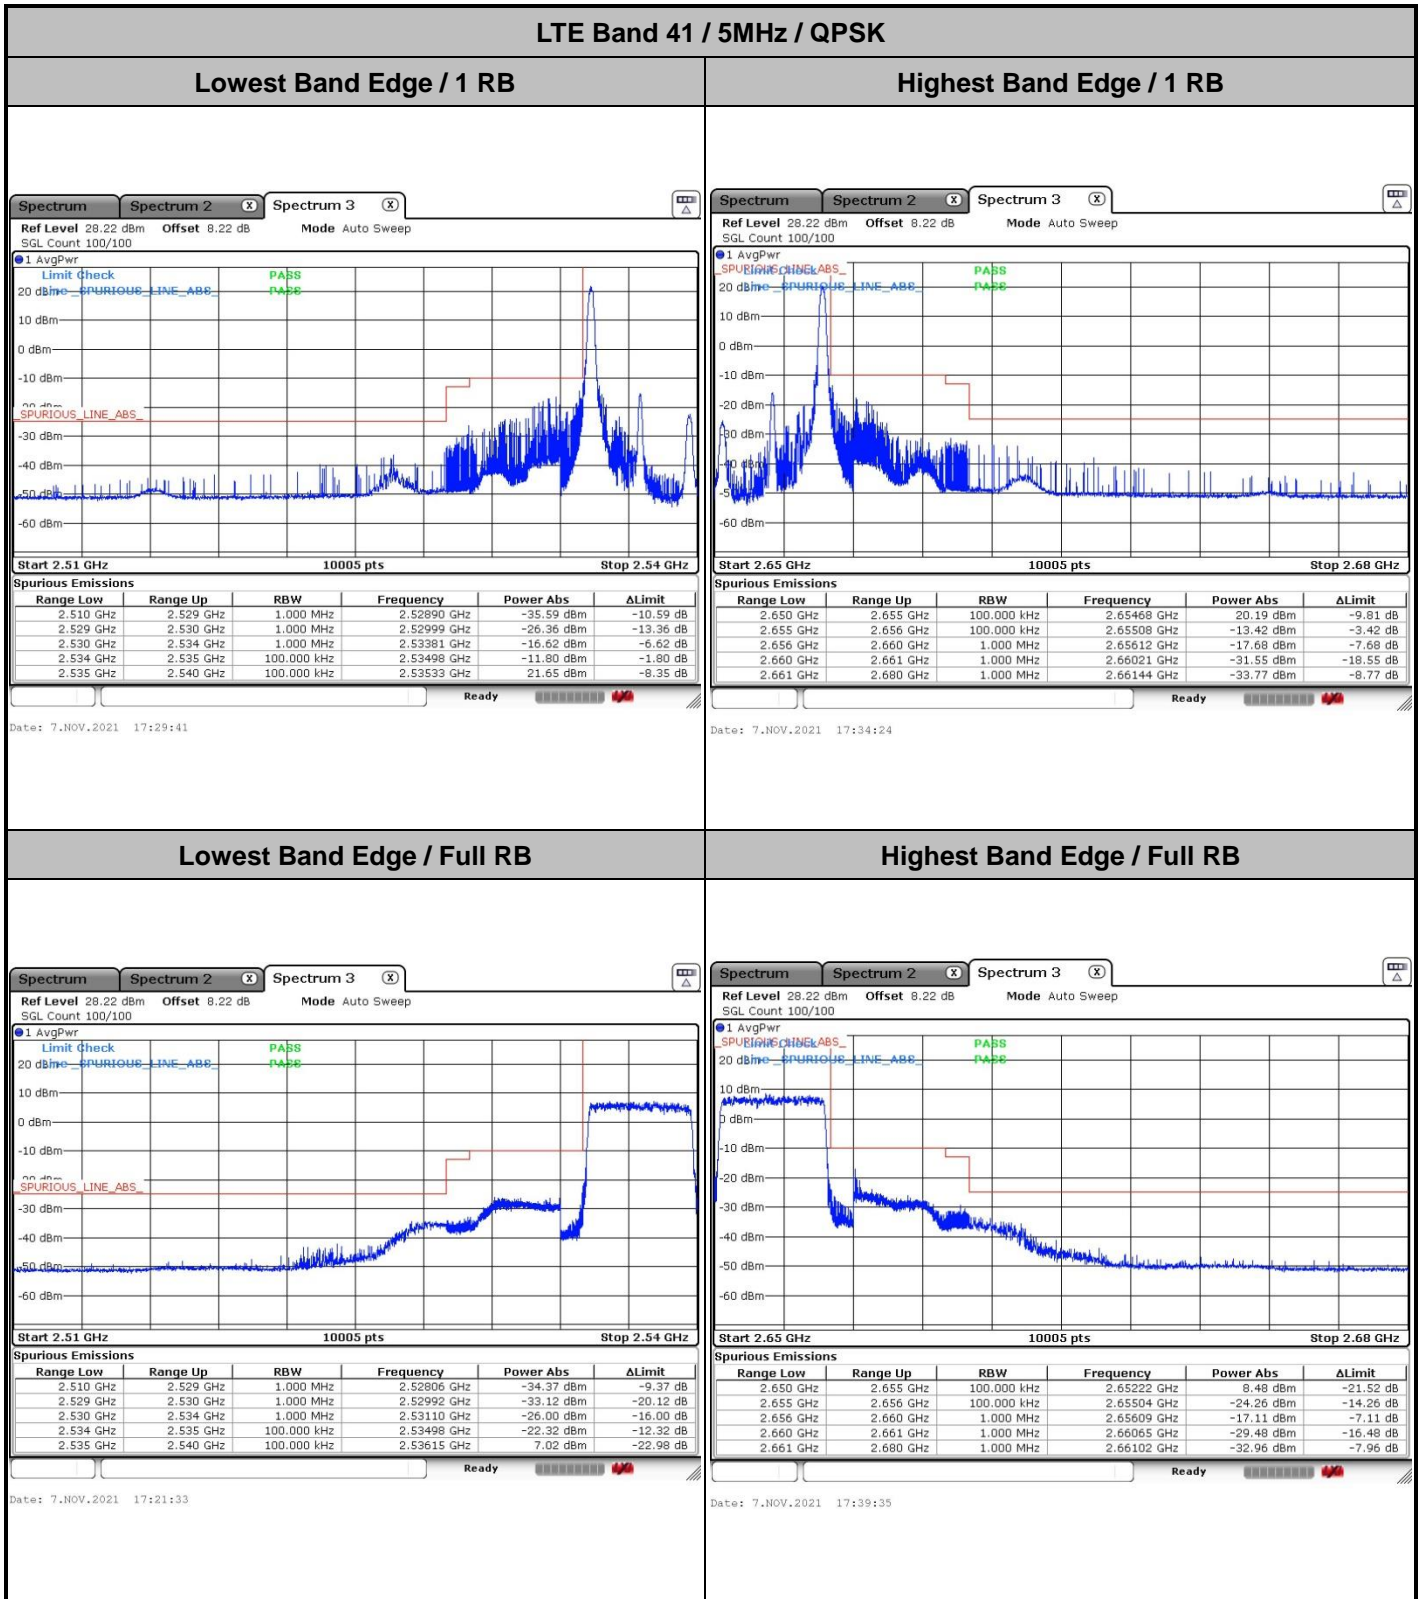 LTE Band 41 / 5MHz / QPSK
Lowest Band Edge / 1 RB
Highest Band Edge / 1 RB
Spectrum Spectrum 2 X Spectrum 3 X
Ref Level 28.22 dBm Offset 8.22 dB Mode Auto Sweep
SGL Count 100/100
1 AvgPwr
Limit Check PASS
Line _SPURIOUS_LINE_ABS_ PASS
20 dBm
10 dBm
0 dBm
-10 dBm
-20 dBm
_SPURIOUS_LINE_ABS_
-30 dBm
-40 dBm
-50 dBm
-60 dBm
Start 2.51 GHz 10005 pts Stop 2.54 GHz
Spurious Emissions
Range Low Range Up RBW Frequency Power Abs ΔLimit
2.510 GHz 2.529 GHz 1.000 MHz 2.52890 GHz -35.59 dBm -10.59 dB
2.529 GHz 2.530 GHz 1.000 MHz 2.52999 GHz -26.36 dBm -13.36 dB
2.530 GHz 2.534 GHz 1.000 MHz 2.53381 GHz -16.62 dBm -6.62 dB
2.534 GHz 2.535 GHz 100.000 kHz 2.53498 GHz -11.80 dBm -1.80 dB
2.535 GHz 2.540 GHz 100.000 kHz 2.53533 GHz 21.65 dBm -8.35 dB
Ready
Date: 7.NOV.2021 17:29:41
Spectrum Spectrum 2 X Spectrum 3 X
Ref Level 28.22 dBm Offset 8.22 dB Mode Auto Sweep
SGL Count 100/100
1 AvgPwr
_SPURIOUS_LINE_ABS_
Limit Check PASS
Line _SPURIOUS_LINE_ABS_ PASS
20 dBm
10 dBm
0 dBm
-10 dBm
-20 dBm
-30 dBm
-40 dBm
-60 dBm
Start 2.65 GHz 10005 pts Stop 2.68 GHz
Spurious Emissions
Range Low Range Up RBW Frequency Power Abs ΔLimit
2.650 GHz 2.655 GHz 100.000 kHz 2.65468 GHz 20.19 dBm -9.81 dB
2.655 GHz 2.656 GHz 100.000 kHz 2.65508 GHz -13.42 dBm -3.42 dB
2.656 GHz 2.660 GHz 1.000 MHz 2.65612 GHz -17.68 dBm -7.68 dB
2.660 GHz 2.661 GHz 1.000 MHz 2.66021 GHz -31.55 dBm -18.55 dB
2.661 GHz 2.680 GHz 1.000 MHz 2.66144 GHz -33.77 dBm -8.77 dB
Ready
Date: 7.NOV.2021 17:34:24
Lowest Band Edge / Full RB
Highest Band Edge / Full RB
Spectrum Spectrum 2 X Spectrum 3 X
Ref Level 28.22 dBm Offset 8.22 dB Mode Auto Sweep
SGL Count 100/100
1 AvgPwr
Limit Check PASS
Line _SPURIOUS_LINE_ABS_ PASS
20 dBm
10 dBm
0 dBm
-10 dBm
-20 dBm
_SPURIOUS_LINE_ABS_
-30 dBm
-40 dBm
-50 dBm
-60 dBm
Start 2.51 GHz 10005 pts Stop 2.54 GHz
Spurious Emissions
Range Low Range Up RBW Frequency Power Abs ΔLimit
2.510 GHz 2.529 GHz 1.000 MHz 2.52806 GHz -34.37 dBm -9.37 dB
2.529 GHz 2.530 GHz 1.000 MHz 2.52992 GHz -33.12 dBm -20.12 dB
2.530 GHz 2.534 GHz 1.000 MHz 2.53110 GHz -26.00 dBm -16.00 dB
2.534 GHz 2.535 GHz 100.000 kHz 2.53498 GHz -22.32 dBm -12.32 dB
2.535 GHz 2.540 GHz 100.000 kHz 2.53615 GHz 7.02 dBm -22.98 dB
Ready
Date: 7.NOV.2021 17:21:33
Spectrum Spectrum 2 X Spectrum 3 X
Ref Level 28.22 dBm Offset 8.22 dB Mode Auto Sweep
SGL Count 100/100
1 AvgPwr
_SPURIOUS_LINE_ABS_
Limit Check PASS
Line _SPURIOUS_LINE_ABS_ PASS
20 dBm
10 dBm
0 dBm
-10 dBm
-20 dBm
-30 dBm
-40 dBm
-50 dBm
-60 dBm
Start 2.65 GHz 10005 pts Stop 2.68 GHz
Spurious Emissions
Range Low Range Up RBW Frequency Power Abs ΔLimit
2.650 GHz 2.655 GHz 100.000 kHz 2.65222 GHz 8.48 dBm -21.52 dB
2.655 GHz 2.656 GHz 100.000 kHz 2.65504 GHz -24.26 dBm -14.26 dB
2.656 GHz 2.660 GHz 1.000 MHz 2.65609 GHz -17.11 dBm -7.11 dB
2.660 GHz 2.661 GHz 1.000 MHz 2.66065 GHz -29.48 dBm -16.48 dB
2.661 GHz 2.680 GHz 1.000 MHz 2.66102 GHz -32.96 dBm -7.96 dB
Ready
Date: 7.NOV.2021 17:39:35